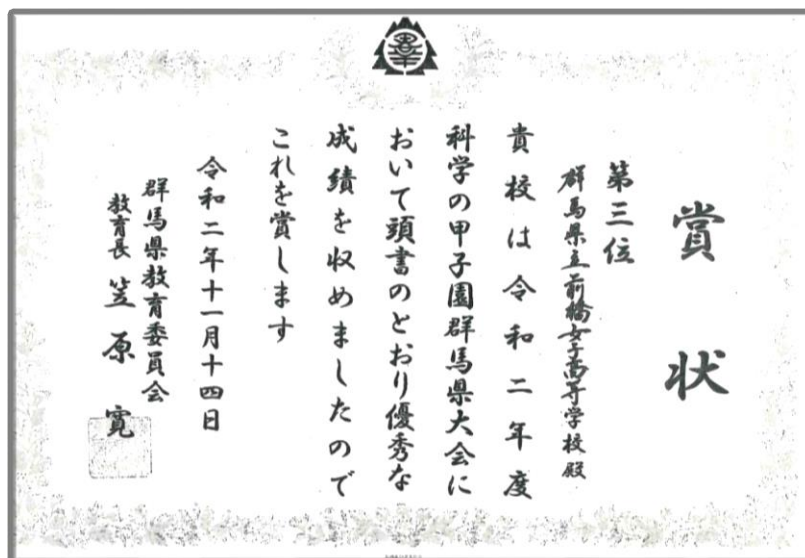 賞状
第三位
群馬県立前橋女子高等学校殿
貴校は令和二年度
科学の甲子園群馬県大会に
おいて頭書のとおり優秀な
成績を収めましたので
これを賞します
令和二年十一月十四日
群馬県教育委員会
教育長 笠原寛